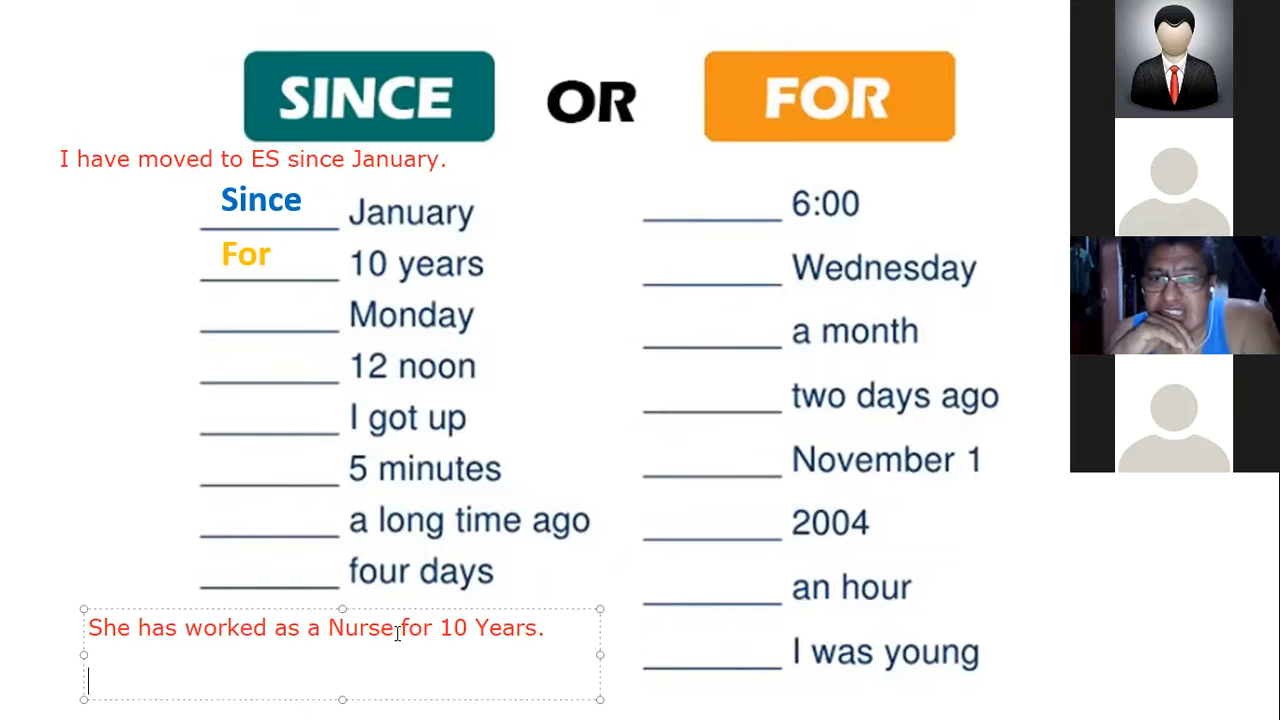 SINCE OR FOR
I have moved to ES since January.
Since January
For 10 years
Monday
12 noon
I got up
5 minutes
a long time ago
four days
6:00
Wednesday
a month
two days ago
November 1
2004
an hour
I was young
She has worked as a Nurse for 10 Years.